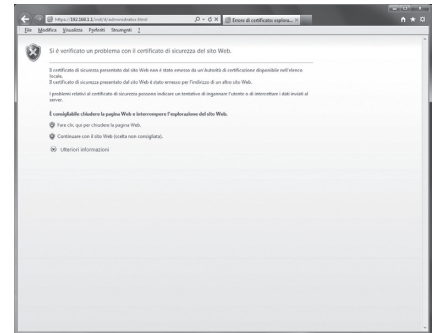 https://192.168.1.1/
Errore di certificato: esplora...
File Modifica Visualizza Preferiti Strumenti ?
Si è verificato un problema con il certificato di sicurezza del sito Web.
Il certificato di sicurezza presentato dal sito Web non è stato emesso da un'Autorità di certificazione disponibile nell'elenco
locale.
Il certificato di sicurezza presentato dal sito Web è stato emesso per l'indirizzo di un altro sito Web.
I problemi relativi al certificato di sicurezza possono indicare un tentativo di ingannare l'utente o di intercettare i dati inviati al
server.
È consigliabile chiudere la pagina Web e interrompere l'esplorazione del sito Web.
Fare clic qui per chiudere la pagina Web.
Continuare con il sito Web (scelta non consigliata).
Ulteriori informazioni